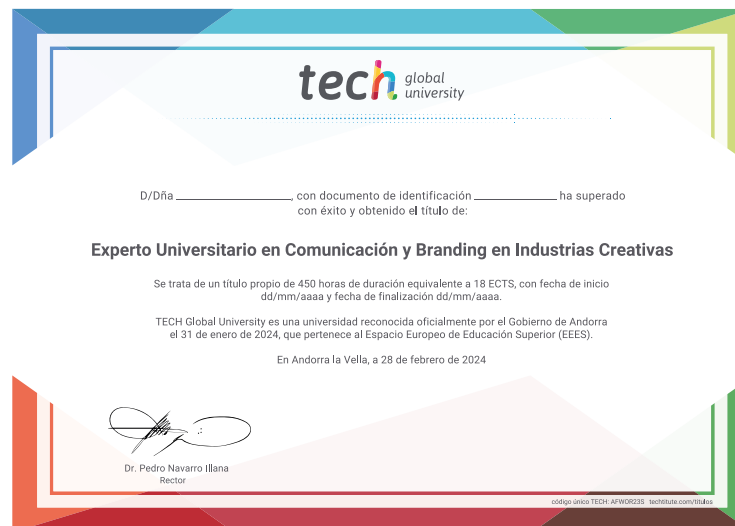 tech global university
D/Dña ____________________, con documento de identificación ______________ ha superado
con éxito y obtenido el título de:
Experto Universitario en Comunicación y Branding en Industrias Creativas
Se trata de un título propio de 450 horas de duración equivalente a 18 ECTS, con fecha de inicio
dd/mm/aaaa y fecha de finalización dd/mm/aaaa.
TECH Global University es una universidad reconocida oficialmente por el Gobierno de Andorra
el 31 de enero de 2024, que pertenece al Espacio Europeo de Educación Superior (EEES).
En Andorra la Vella, a 28 de febrero de 2024
Dr. Pedro Navarro Illana
Rector
código único TECH: AFWOR235 techtitute.com/titulos